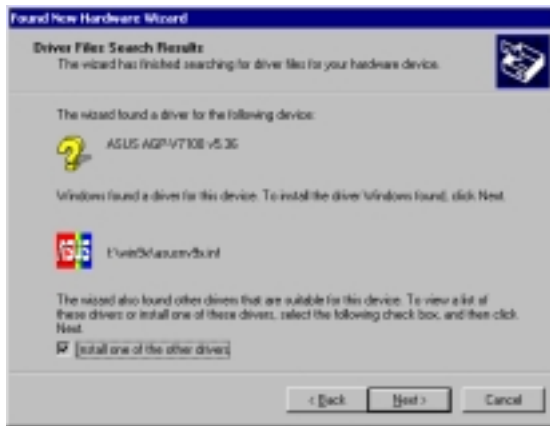 Found New Hardware Wizard
Driver Files Search Results
The wizard has finished searching for driver files for your hardware device.
The wizard found a driver for the following device:
ASUS AGP-V7100 v5.36
Windows found a driver for this device. To install the driver Windows found, click Next.
The wizard also found other drivers that are suitable for this device. To view a list of
these drivers or install one of these drivers, select the following check box, and then click
Next.
Install one of the other drivers
< Back
Next >
Cancel